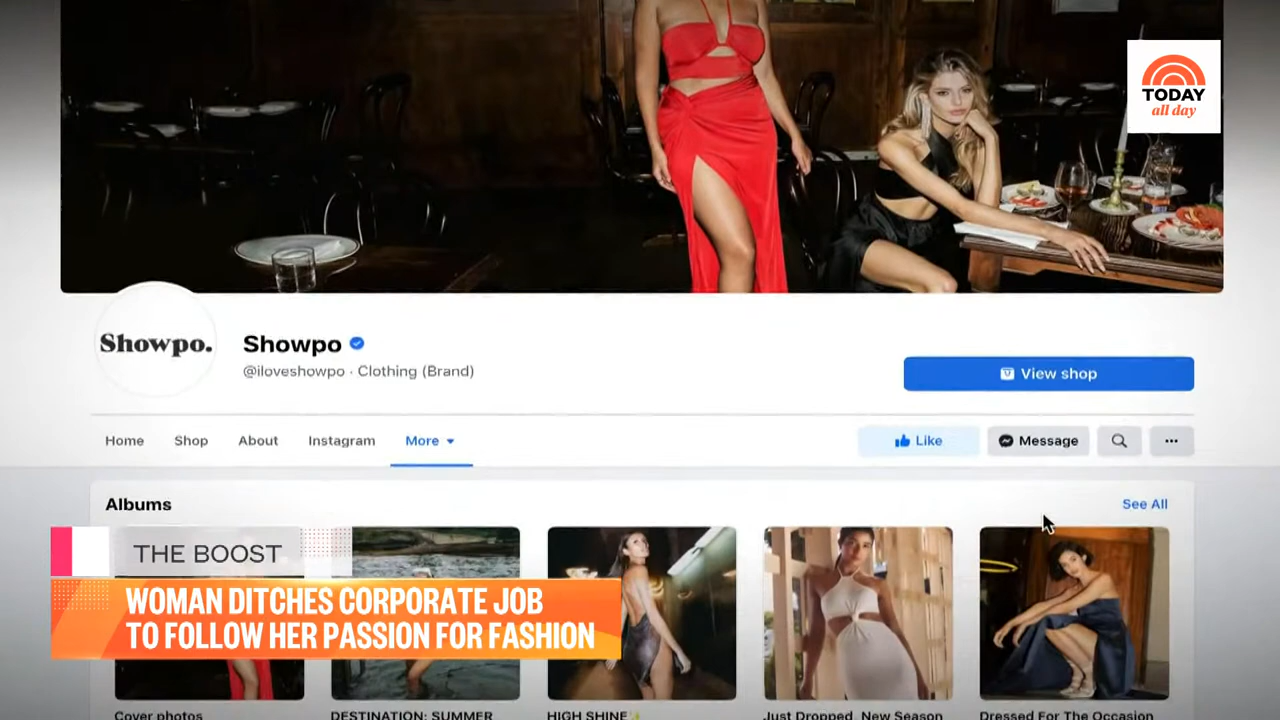 TODAY
all day
Showpo.
Showpo
@iloveshowpo · Clothing (Brand)
View shop
Home
Shop
About
Instagram
More
Like
Message
Albums
See All
THE BOOST
WOMAN DITCHES CORPORATE JOB
TO FOLLOW HER PASSION FOR FASHION
Cover photos
DESTINATION: SUMMER
HIGH SHINE✨
Just Dropped. New Season
Dressed For The Occasion